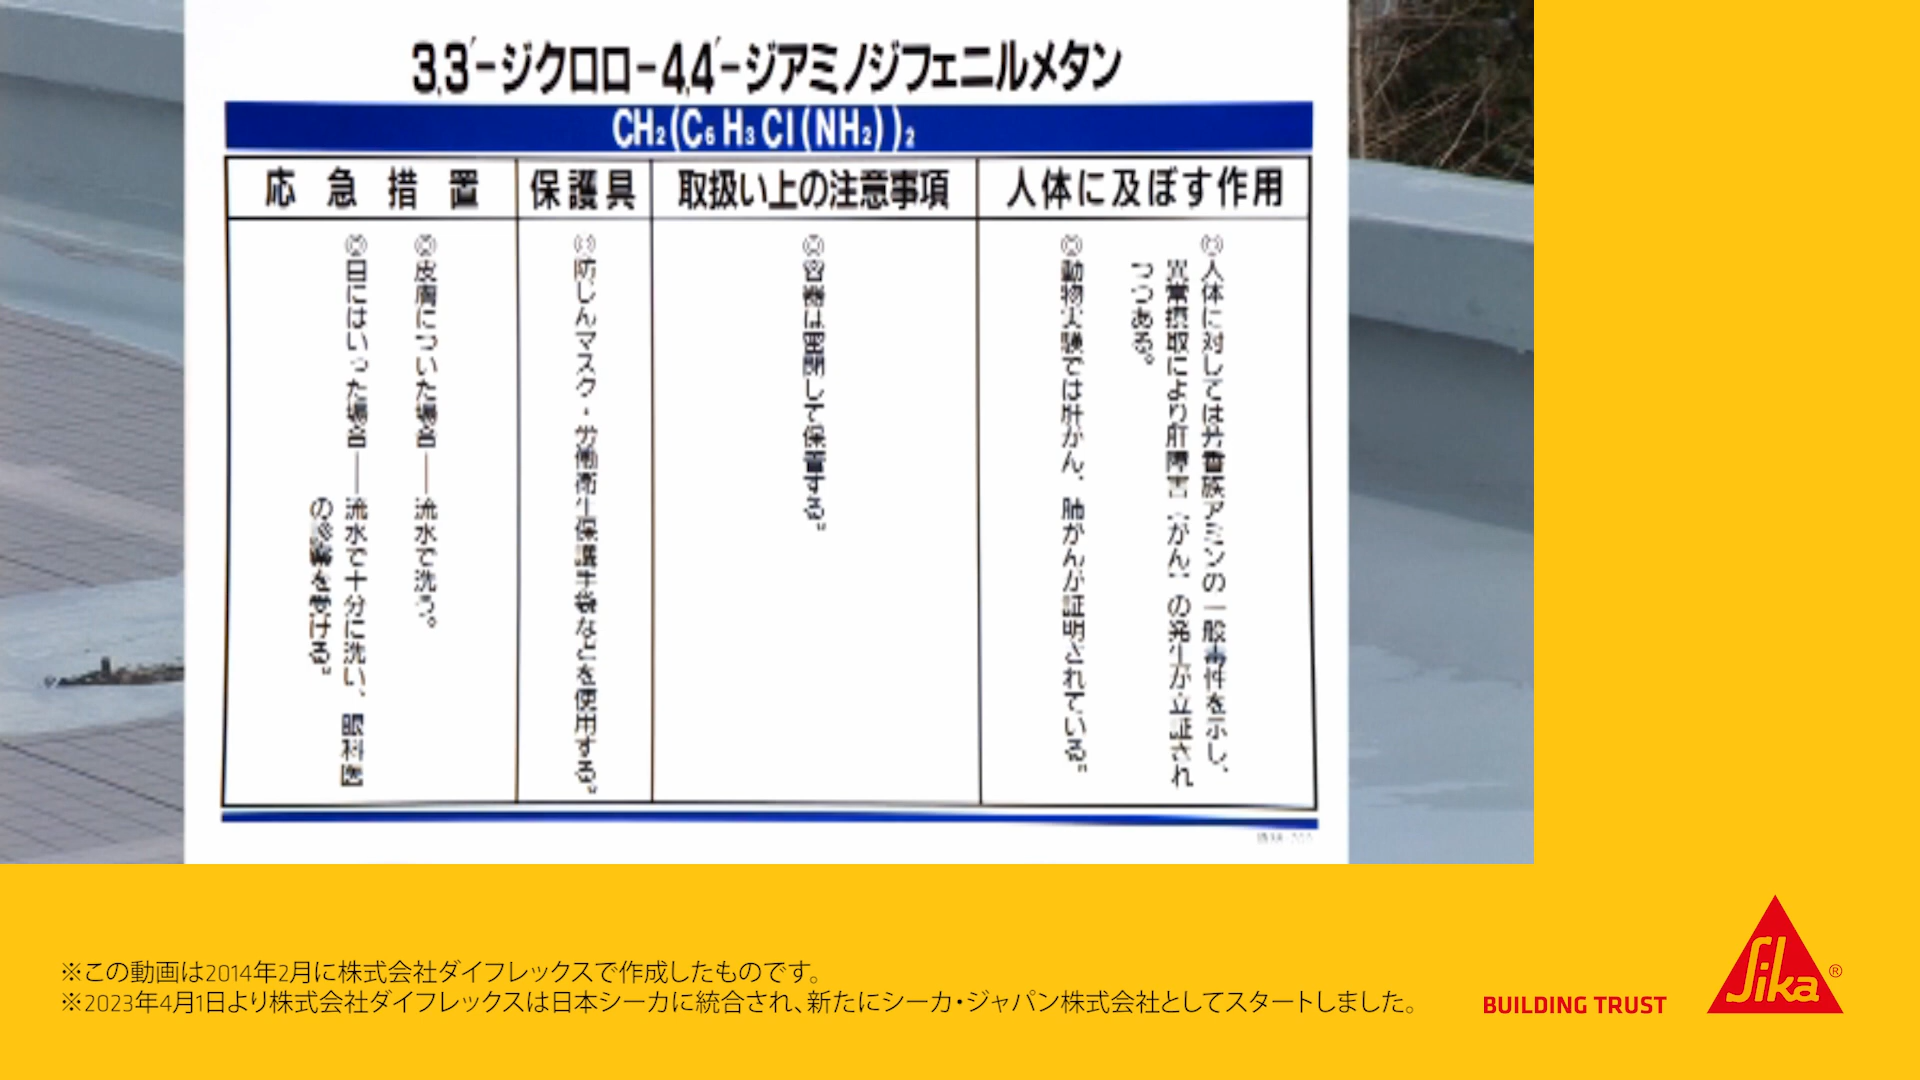 3,3′-ジクロロ-4,4′-ジアミノジフェニルメタン
CH₂(C₆H₃Cl(NH₂))₂
人体に及ぼす作用
◎人体に対しては芳香族アミンの一般毒性を示し、
異常摂取により肝障害(がん)の発生が立証され
つつある。
◎動物実験では肝がん、肺がんが証明されている。
取扱い上の注意事項
◎容器は密閉して保管する。
保護具
◎防じんマスク・労働衛生保護手袋などを使用する。
応急措置
◎皮膚についた場合――流水で洗う。
◎目にはいった場合――流水で十分に洗い、眼科医
の診察を受ける。
※この動画は2014年2月に株式会社ダイフレックスで作成したものです。
※2023年4月1日より株式会社ダイフレックスは日本シーカに統合され、新たにシーカ・ジャパン株式会社としてスタートしました。
BUILDING TRUST
Sika®